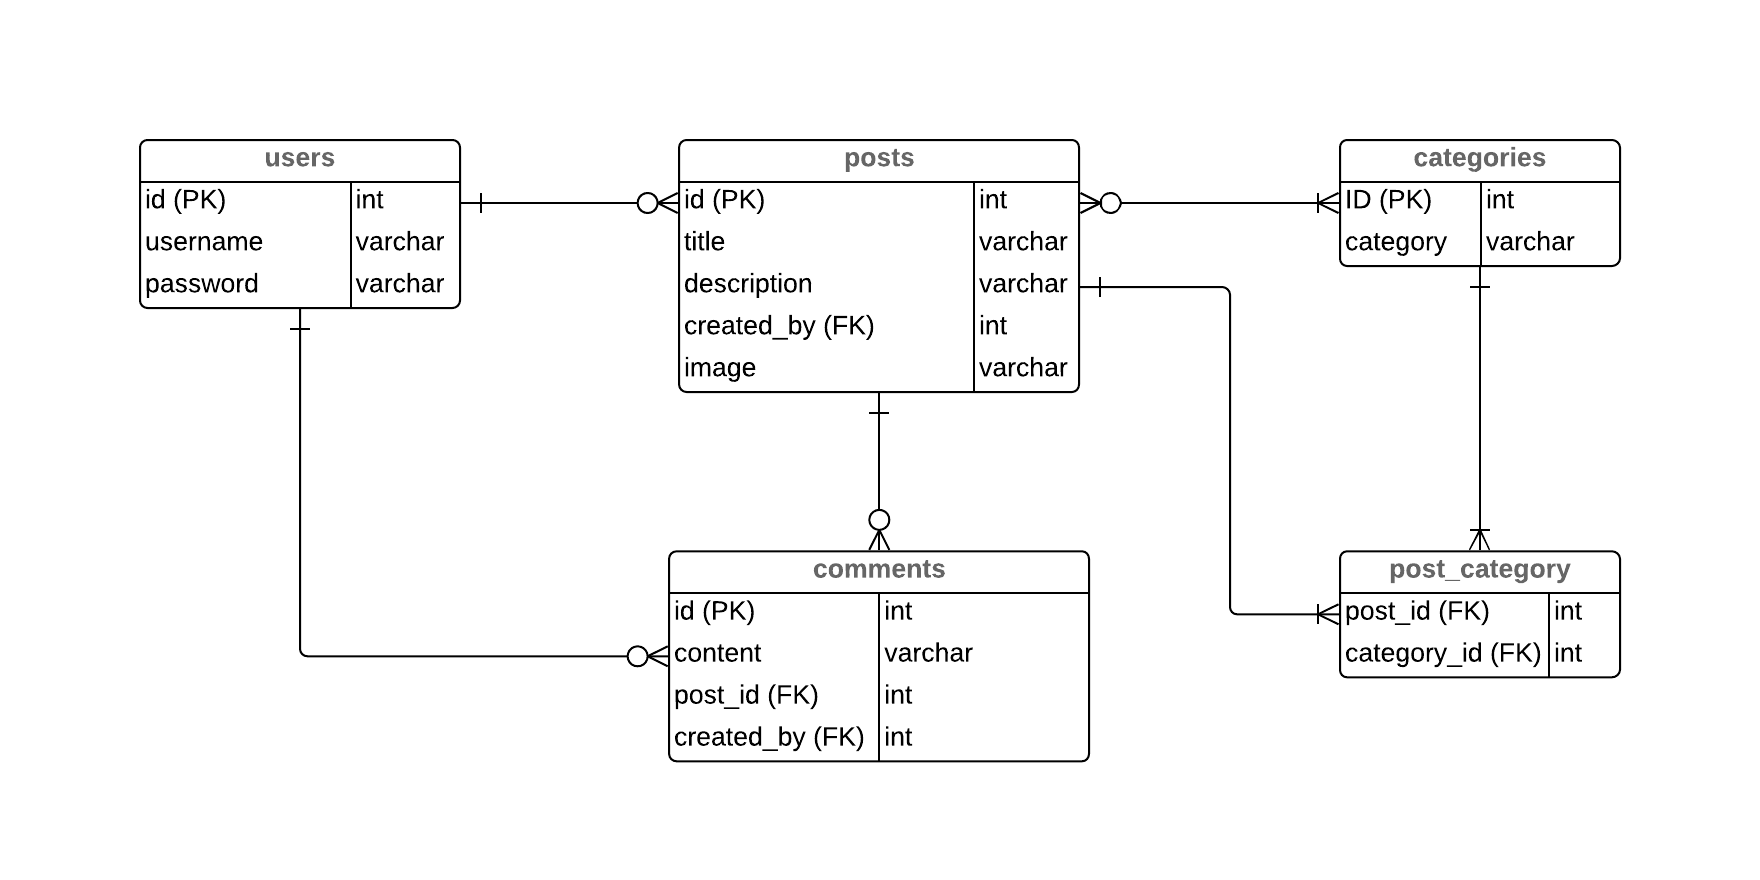 users
id (PK) int
username varchar
password varchar
posts
id (PK) int
title varchar
description varchar
created_by (FK) int
image varchar
categories
ID (PK) int
category varchar
comments
id (PK) int
content varchar
post_id (FK) int
created_by (FK) int
post_category
post_id (FK) int
category_id (FK) int